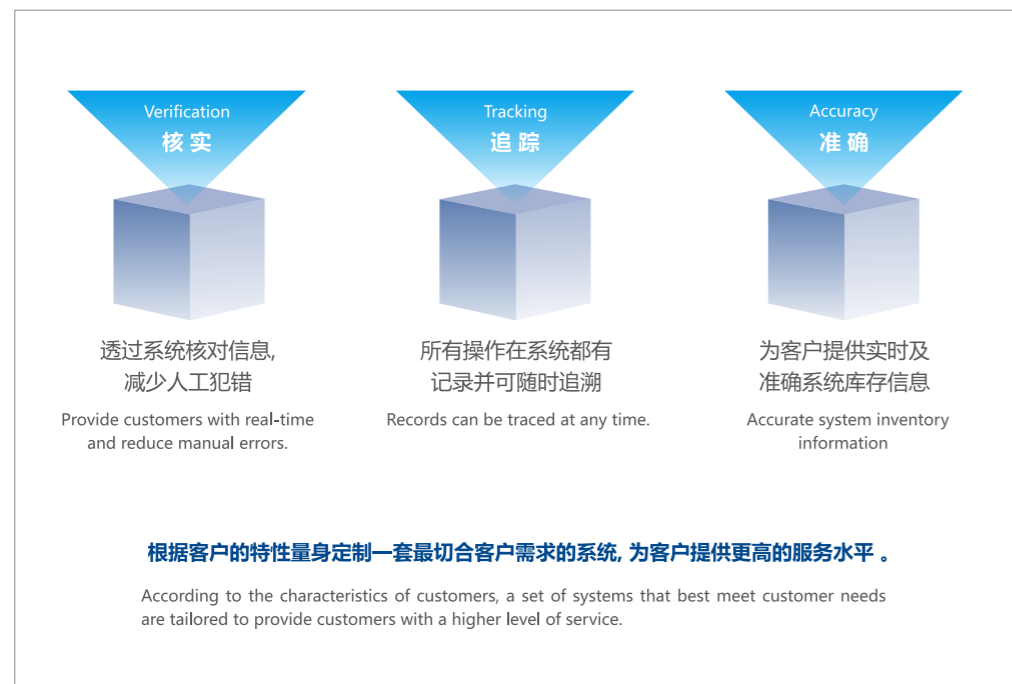 Verification
核实
透过系统核对信息,
减少人工犯错
Provide customers with real-time
and reduce manual errors.
Tracking
追踪
所有操作在系统都有
记录并可随时追溯
Records can be traced at any time.
Accuracy
准确
为客户提供实时及
准确系统库存信息
Accurate system inventory
information
根据客户的特性量身定制一套最切合客户需求的系统, 为客户提供更高的服务水平 。
According to the characteristics of customers, a set of systems that best meet customer needs
are tailored to provide customers with a higher level of service.